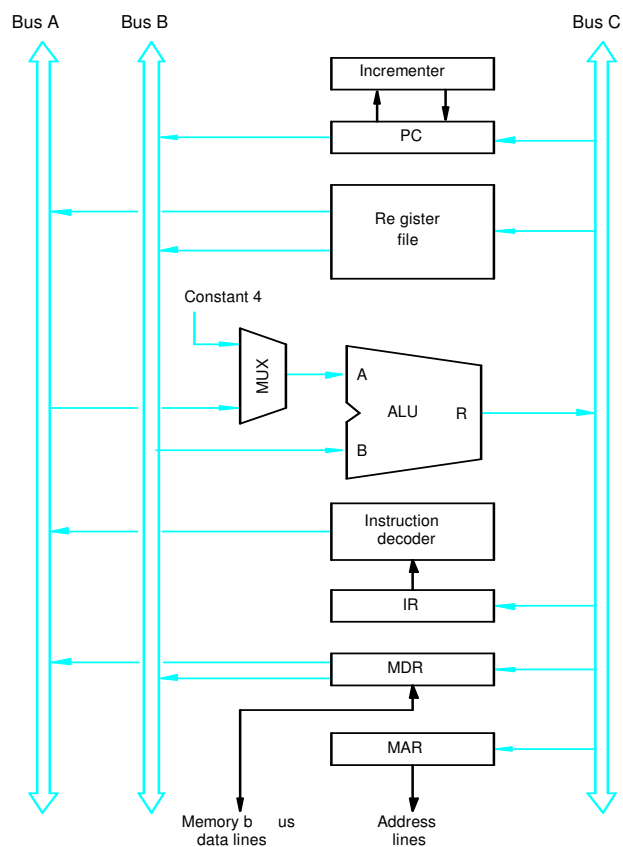 Bus A
Bus B
Bus C
Incrementer
PC
Re gister
file
Constant 4
MUX
A
ALU
R
B
Instruction
decoder
IR
MDR
MAR
Memory b us
data lines
Address
lines